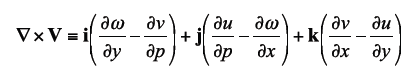 ∇ × V ≡ i(∂ω/∂y − ∂v/∂p) + j(∂u/∂p − ∂ω/∂x) + k(∂v/∂x − ∂u/∂y)